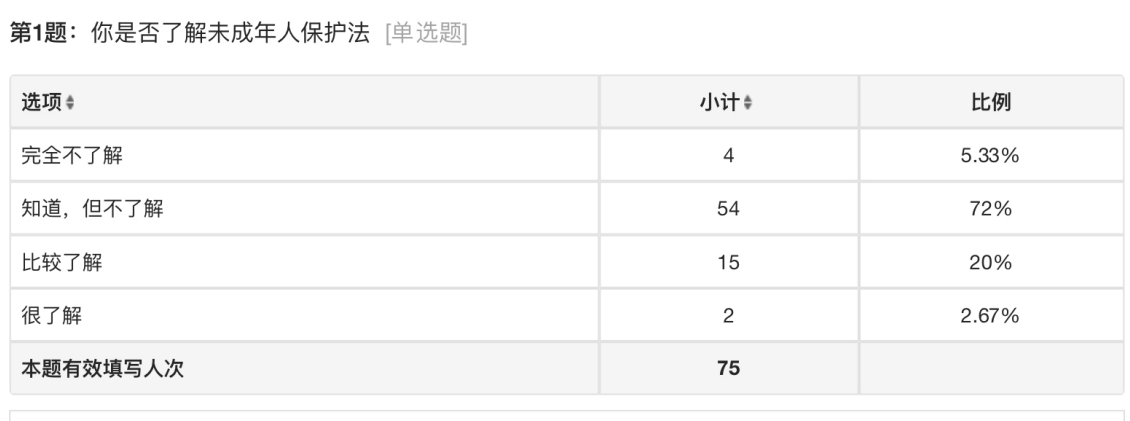 第1题：你是否了解未成年人保护法 [单选题]
选项 小计 比例
完全不了解 4 5.33%
知道，但不了解 54 72%
比较了解 15 20%
很了解 2 2.67%
本题有效填写人次 75